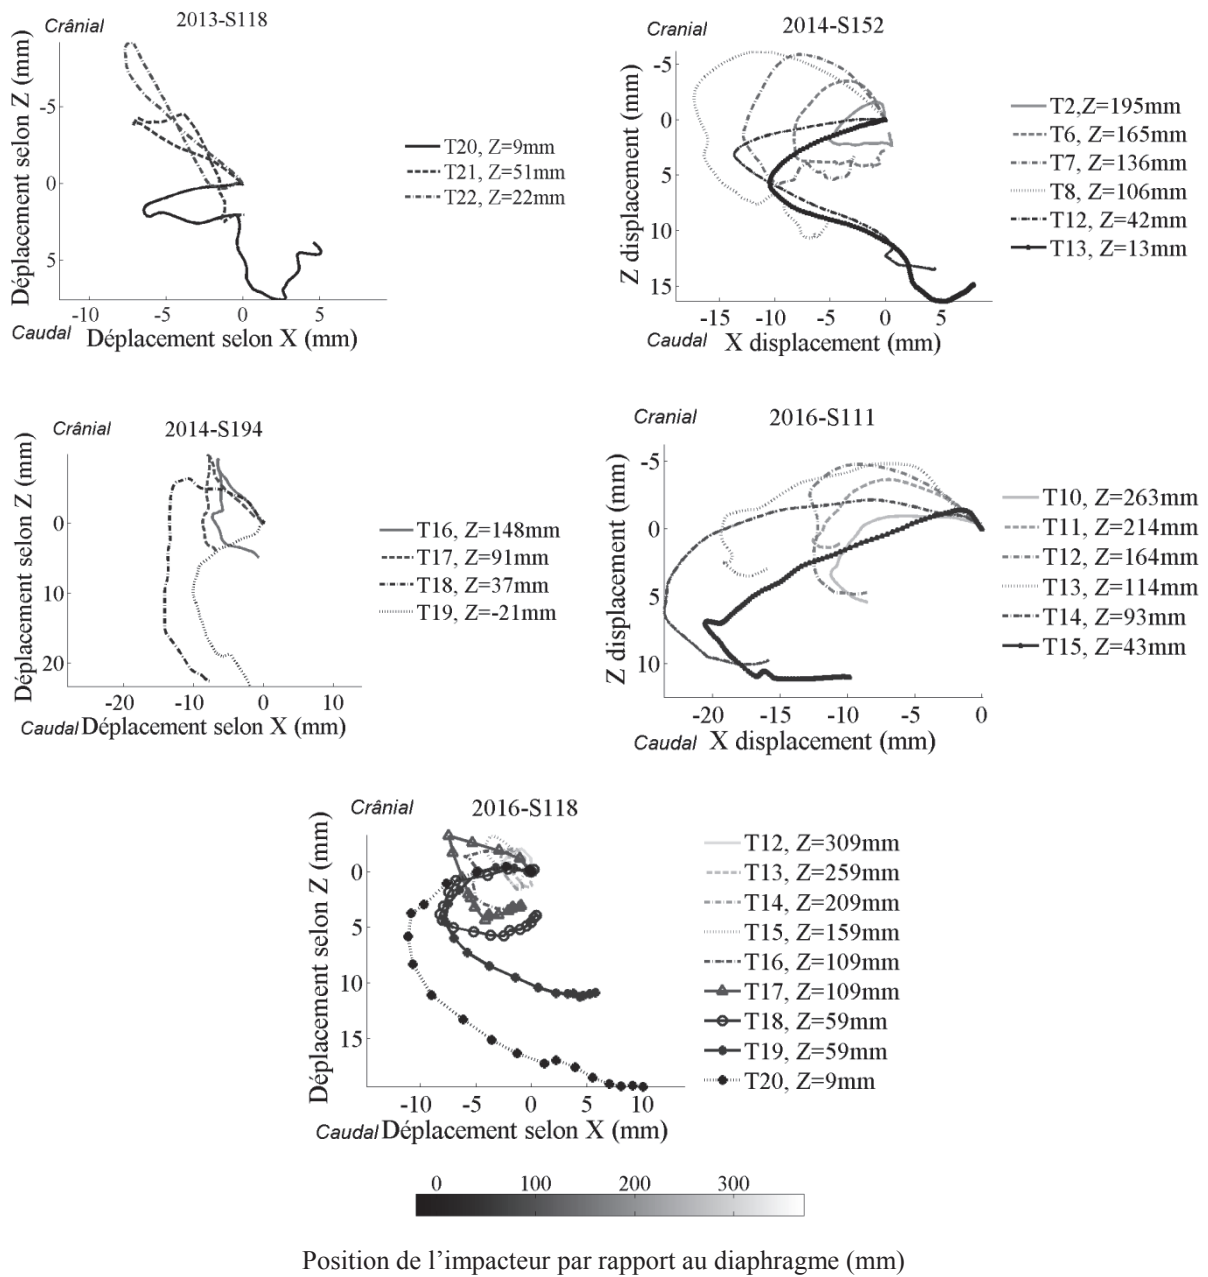 Crânial
2013-S118
Déplacement selon Z (mm)
-5
0
5
-10
-5
0
5
Caudal
Déplacement selon X (mm)
T20, Z=9mm
T21, Z=51mm
T22, Z=22mm
Crânial
2014-S152
Z displacement (mm)
-5
0
5
10
15
-15
-10
-5
0
5
Caudal
X displacement (mm)
T2,Z=195mm
T6, Z=165mm
T7, Z=136mm
T8, Z=106mm
T12, Z=42mm
T13, Z=13mm
Crânial
2014-S194
Déplacement selon Z (mm)
0
10
20
-20
-10
0
10
Caudal
Déplacement selon X (mm)
T16, Z=148mm
T17, Z=91mm
T18, Z=37mm
T19, Z=-21mm
Cranial
2016-S111
Z displacement (mm)
-5
0
5
10
-20
-15
-10
-5
0
Caudal
X displacement (mm)
T10, Z=263mm
T11, Z=214mm
T12, Z=164mm
T13, Z=114mm
T14, Z=93mm
T15, Z=43mm
Crânial
2016-S118
Déplacement selon Z (mm)
0
5
10
15
-10
-5
0
5
10
Caudal
Déplacement selon X (mm)
T12, Z=309mm
T13, Z=259mm
T14, Z=209mm
T15, Z=159mm
T16, Z=109mm
T17, Z=109mm
T18, Z=59mm
T19, Z=59mm
T20, Z=9mm
0
100
200
300
Position de l’impacteur par rapport au diaphragme (mm)